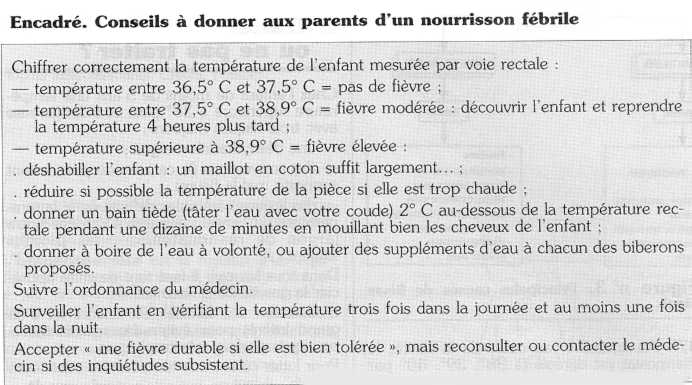 Encadré. Conseils à donner aux parents d'un nourrisson fébrile
Chiffrer correctement la température de l'enfant mesurée par voie rectale :
— température entre 36,5° C et 37,5° C = pas de fièvre ;
— température entre 37,5° C et 38,9° C = fièvre modérée : découvrir l'enfant et reprendre
la température 4 heures plus tard ;
— température supérieure à 38,9° C = fièvre élevée :
. déshabiller l'enfant : un maillot en coton suffit largement... ;
. réduire si possible la température de la pièce si elle est trop chaude ;
. donner un bain tiède (tâter l'eau avec votre coude) 2° C au-dessous de la température rec-
tale pendant une dizaine de minutes en mouillant bien les cheveux de l'enfant ;
. donner à boire de l'eau à volonté, ou ajouter des suppléments d'eau à chacun des biberons
proposés.
Suivre l'ordonnance du médecin.
Surveiller l'enfant en vérifiant la température trois fois dans la journée et au moins une fois
dans la nuit.
Accepter « une fièvre durable si elle est bien tolérée », mais reconsulter ou contacter le méde-
cin si des inquiétudes subsistent.